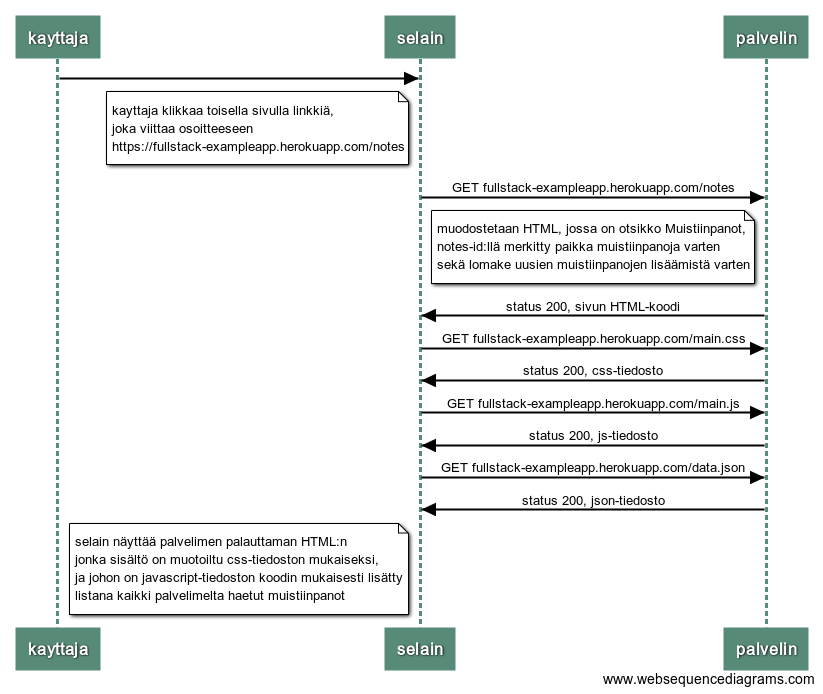 kayttaja
selain
palvelin
kayttaja klikkaa toisella sivulla linkkiä,
joka viittaa osoitteeseen
https://fullstack-exampleapp.herokuapp.com/notes
GET fullstack-exampleapp.herokuapp.com/notes
muodostetaan HTML, jossa on otsikko Muistiinpanot,
notes-id:llä merkitty paikka muistiinpanoja varten
sekä lomake uusien muistiinpanojen lisäämistä varten
status 200, sivun HTML-koodi
GET fullstack-exampleapp.herokuapp.com/main.css
status 200, css-tiedosto
GET fullstack-exampleapp.herokuapp.com/main.js
status 200, js-tiedosto
GET fullstack-exampleapp.herokuapp.com/data.json
status 200, json-tiedosto
selain näyttää palvelimen palauttaman HTML:n
jonka sisältö on muotoiltu css-tiedoston mukaiseksi,
ja johon on javascript-tiedoston koodin mukaisesti lisätty
listana kaikki palvelimelta haetut muistiinpanot
kayttaja
selain
palvelin
www.websequencediagrams.com